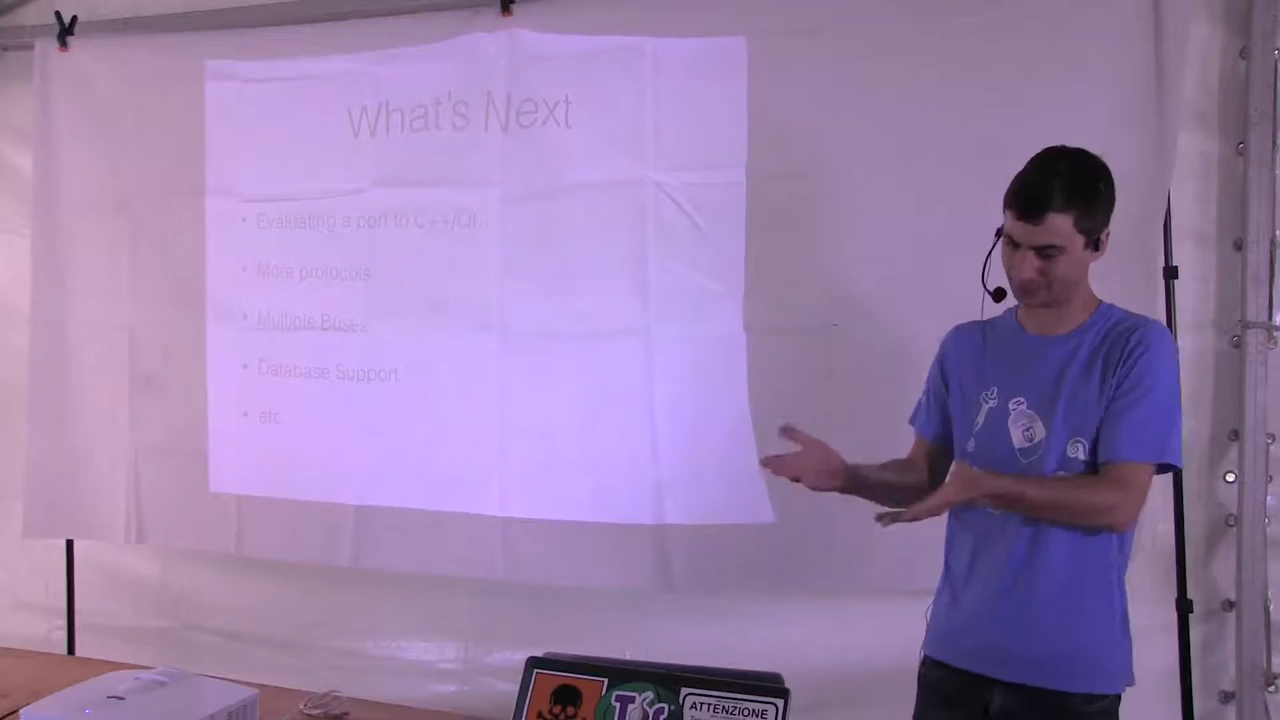 What's Next
• Evaluating a port to C++/Qt
• More protocols
• Multiple Buses
• Database Support
• etc
M
ATTENZIONE